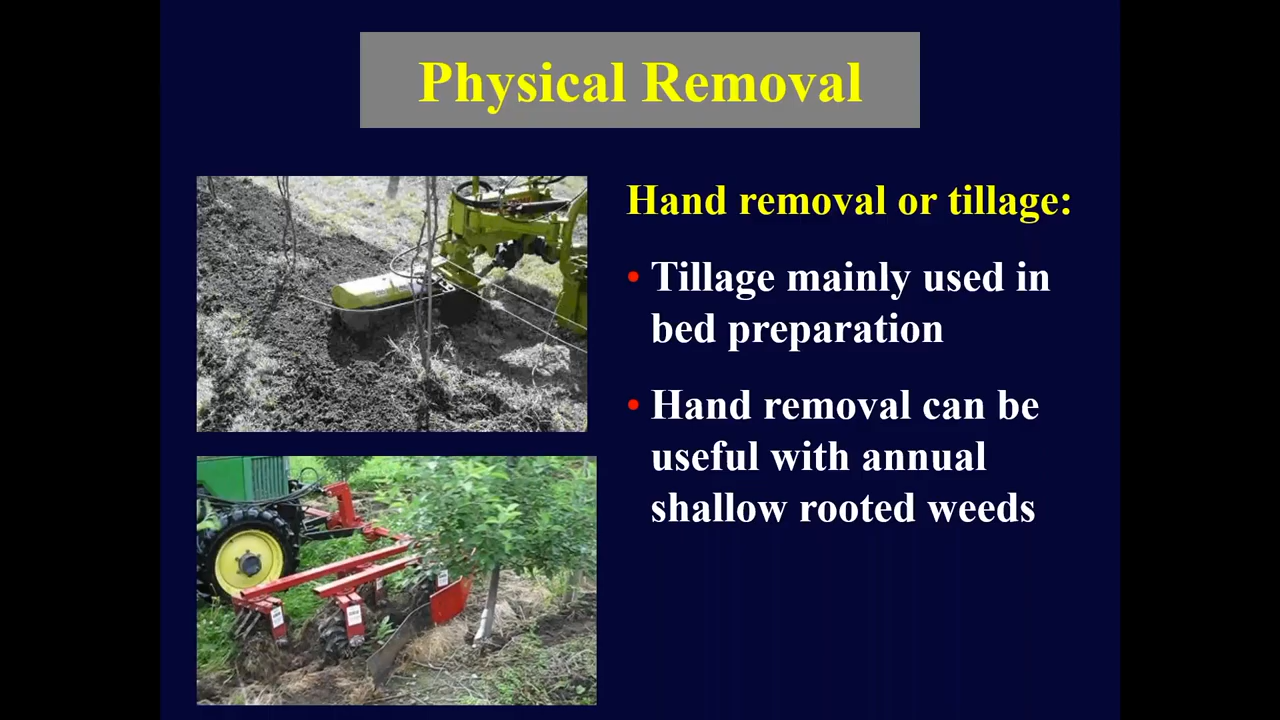 Physical Removal
Hand removal or tillage:
• Tillage mainly used in
bed preparation
• Hand removal can be
useful with annual
shallow rooted weeds